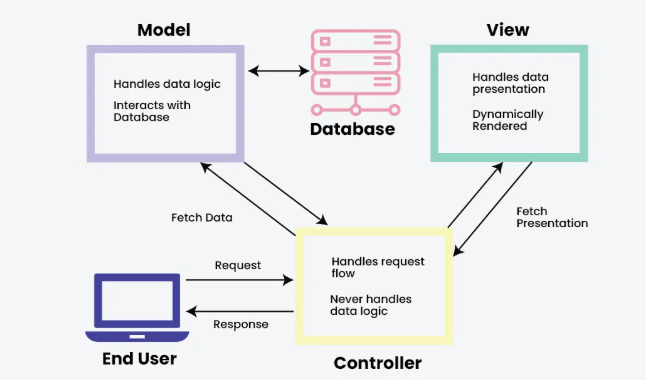 Model
View
Handles data logic
Interacts with
Database
Database
Handles data
presentation
Dynamically
Rendered
Fetch Data
Fetch
Presentation
Request
Response
Handles request
flow
Never handles
data logic
End User
Controller